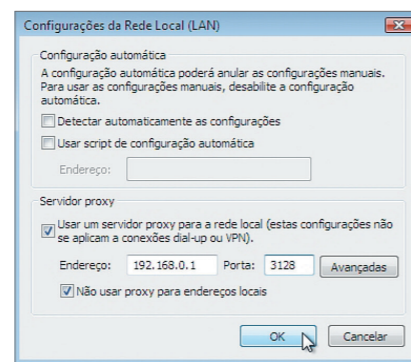 Configurações da Rede Local (LAN)
Configuração automática
A configuração automática poderá anular as configurações manuais.
Para usar as configurações manuais, desabilite a configuração
automática.
Detectar automaticamente as configurações
Usar script de configuração automática
Endereço:
Servidor proxy
Usar um servidor proxy para a rede local (estas configurações não
se aplicam a conexões dial-up ou VPN).
Endereço: 192.168.0.1 Porta: 3128 Avançadas
Não usar proxy para endereços locais
OK Cancelar